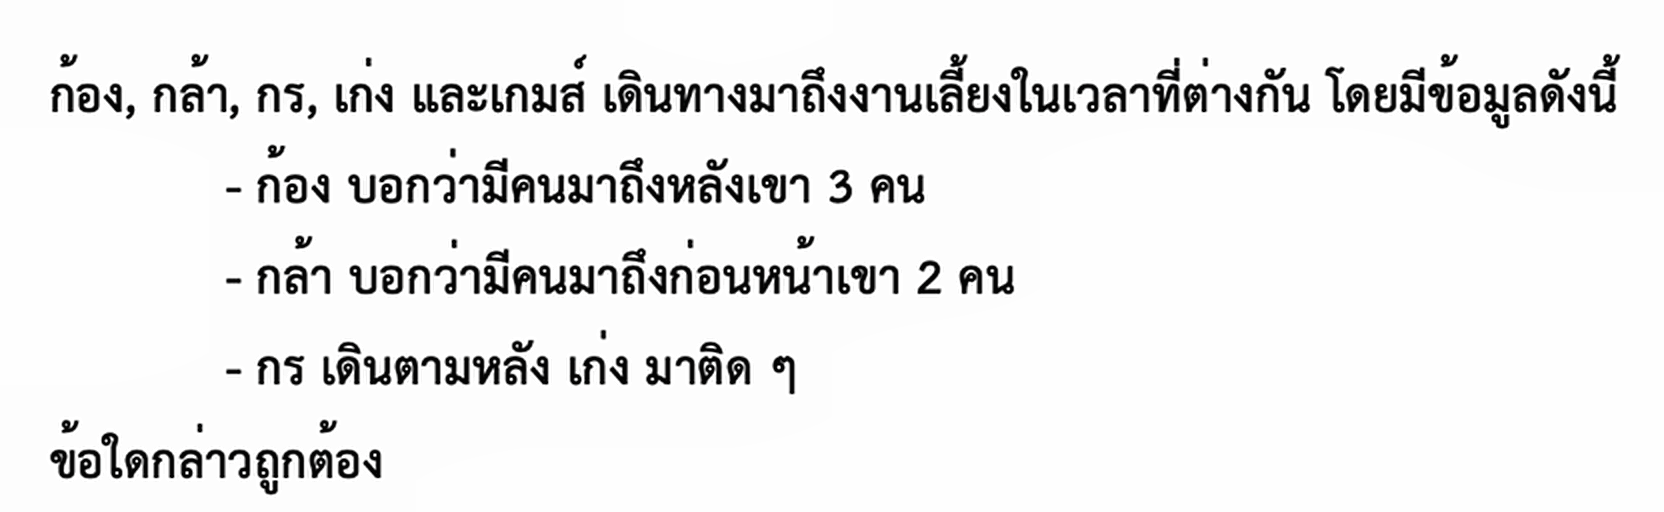 ก้อง, กล้า, กร, เก่ง และเกมส์ เดินทางมาถึงงานเลี้ยงในเวลาที่ต่างกัน โดยมีข้อมูลดังนี้
- ก้อง บอกว่ามีคนมาถึงหลังเขา 3 คน
- กล้า บอกว่ามีคนมาถึงก่อนหน้าเขา 2 คน
- กร เดินตามหลัง เก่ง มาติด ๆ
ข้อใดกล่าวถูกต้อง